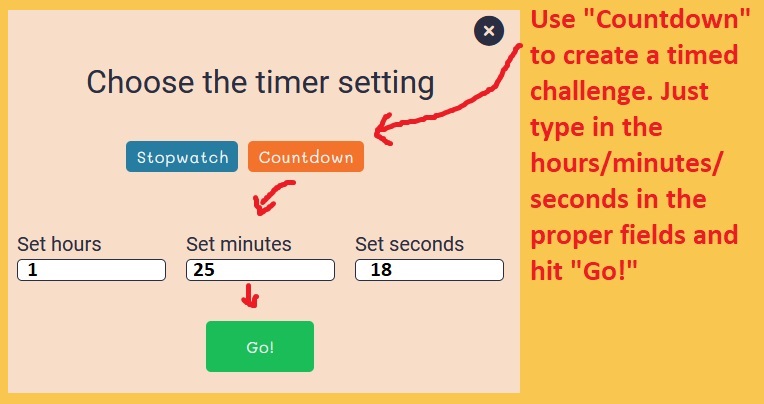 Choose the timer setting
Stopwatch Countdown
Set hours Set minutes Set seconds
1 25 18
Go!
Use "Countdown"
to create a timed
challenge. Just
type in the
hours/minutes/
seconds in the
proper fields and
hit "Go!"